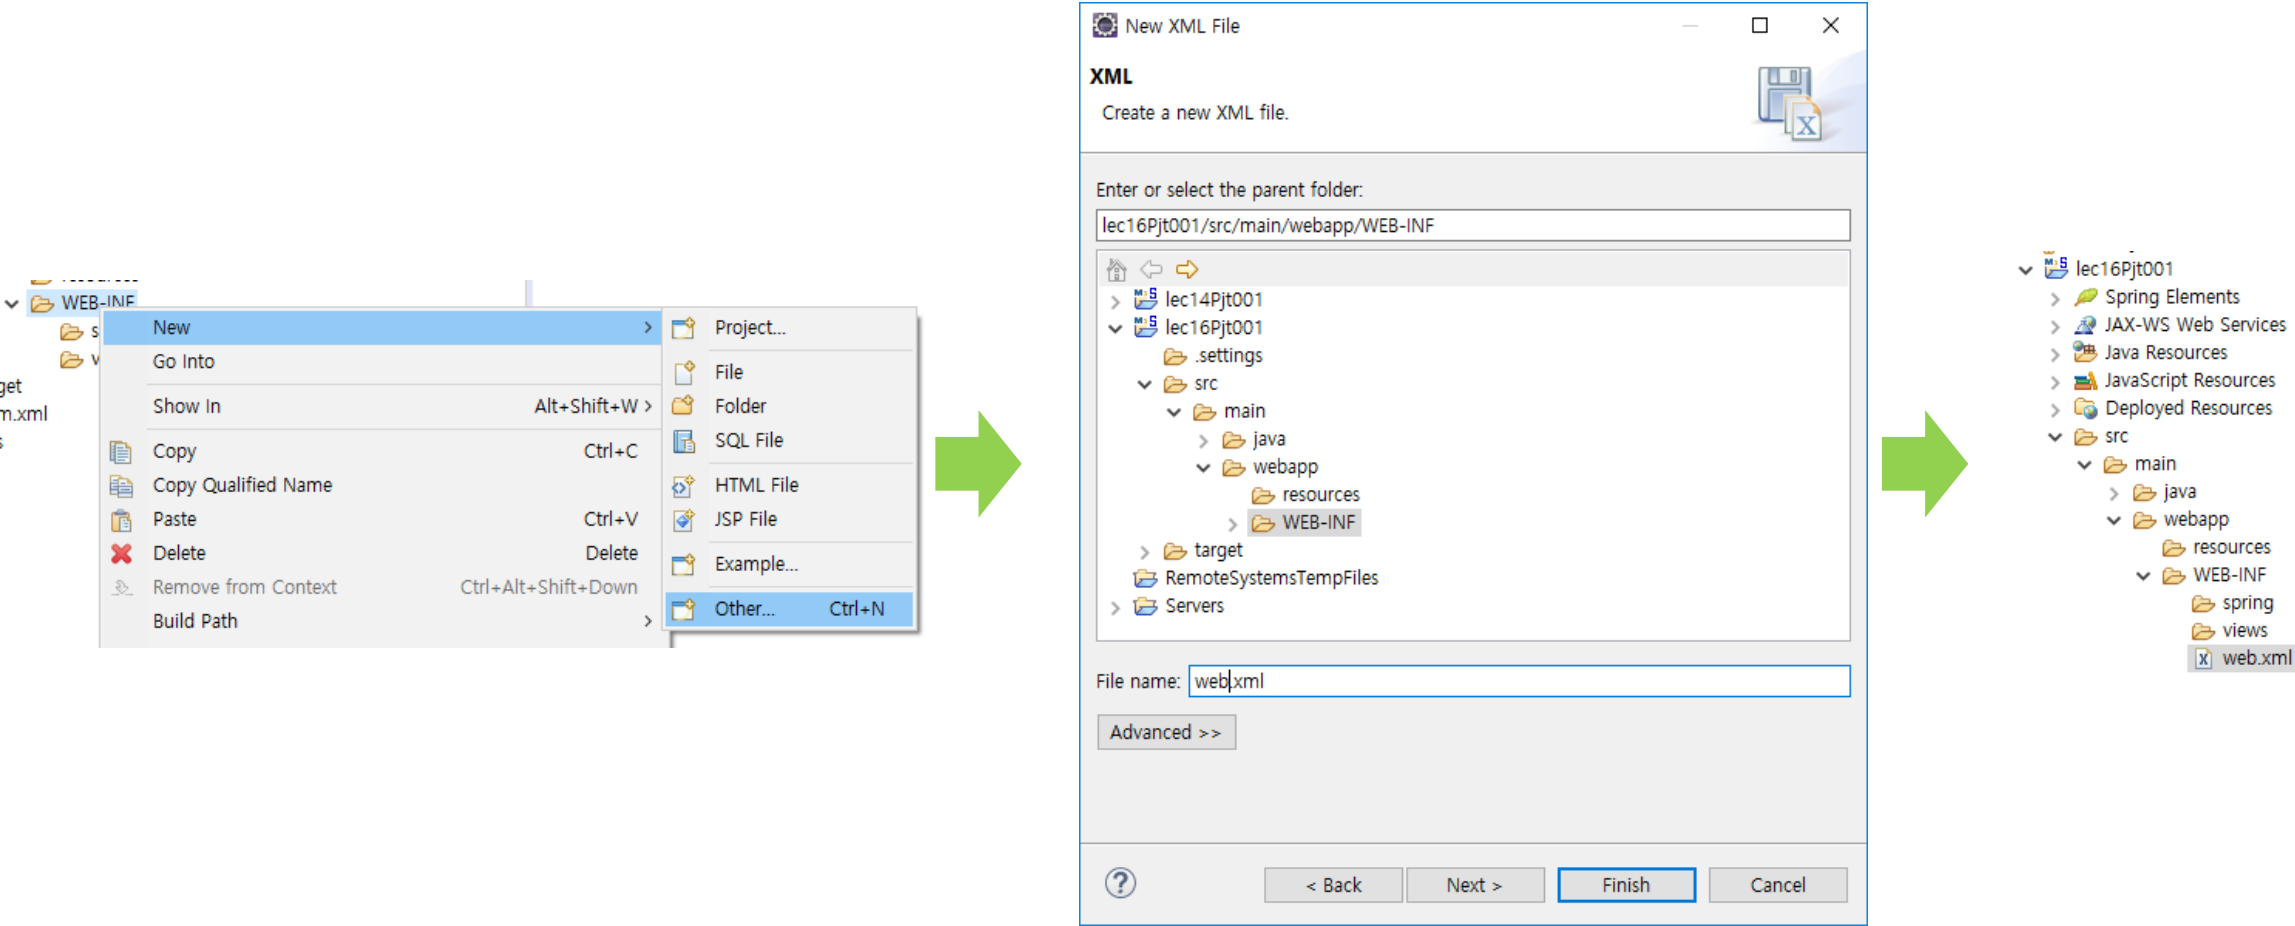 WEB-INF
get
m.xml
New
Go Into
Show In Alt+Shift+W >
Copy Ctrl+C
Copy Qualified Name
Paste Ctrl+V
Delete Delete
Remove from Context Ctrl+Alt+Shift+Down
Build Path
Project...
File
Folder
SQL File
HTML File
JSP File
Example...
Other... Ctrl+N
New XML File
XML
Create a new XML file.
Enter or select the parent folder:
lec16Pjt001/src/main/webapp/WEB-INF
lec14Pjt001
lec16Pjt001
.settings
src
main
java
webapp
resources
WEB-INF
target
RemoteSystemsTempFiles
Servers
File name: web.xml
Advanced >>
< Back Next > Finish Cancel
lec16Pjt001
Spring Elements
JAX-WS Web Services
Java Resources
JavaScript Resources
Deployed Resources
src
main
java
webapp
resources
WEB-INF
spring
views
web.xml